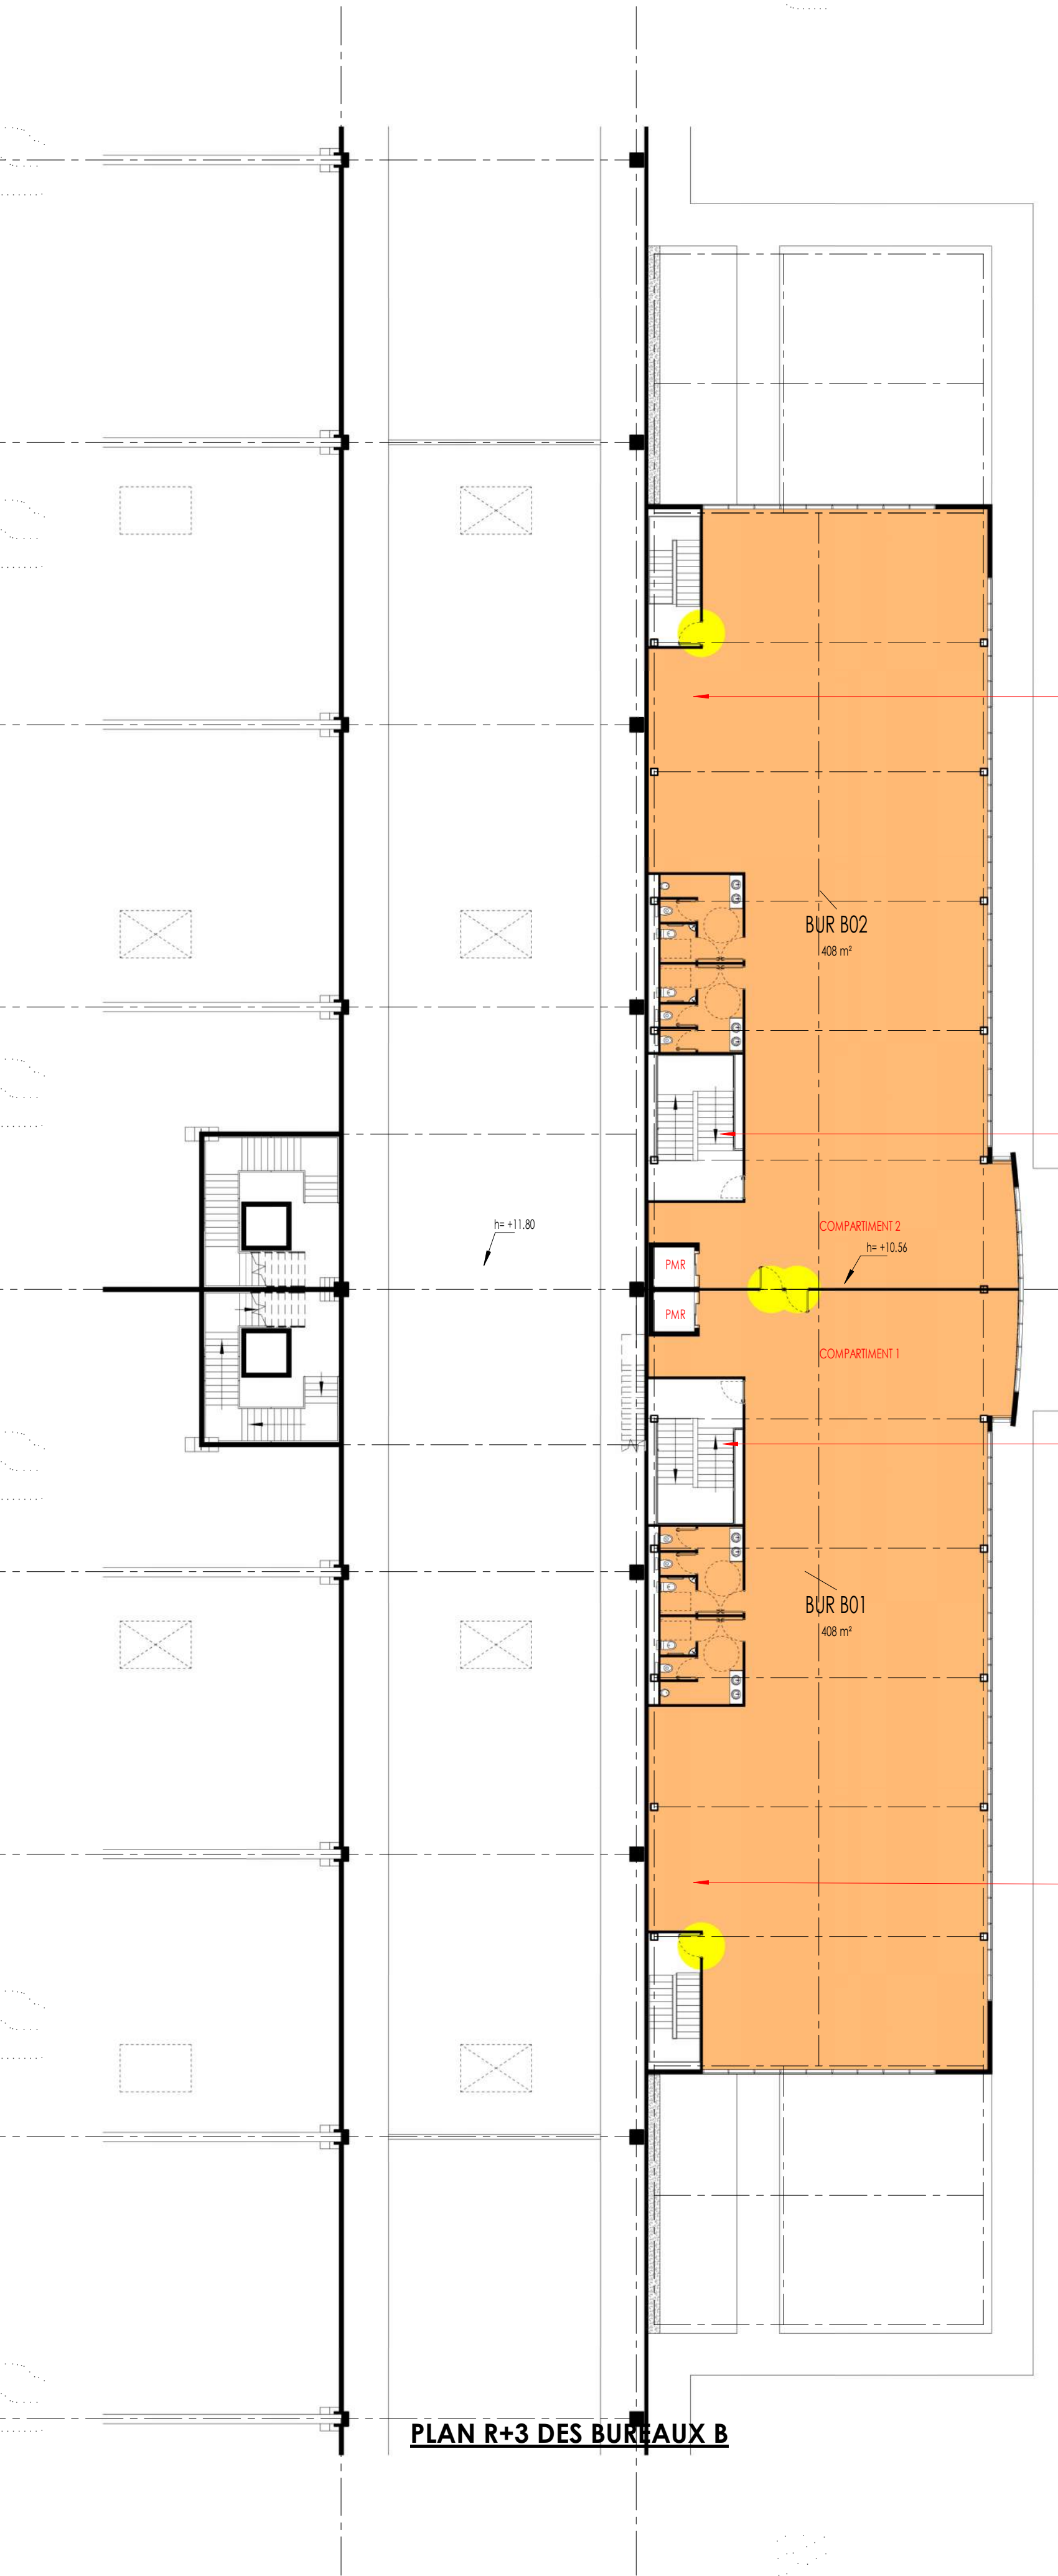 BUR B02
408 m²
h= +11.80
COMPARTIMENT 2
h= +10.56
PMR
PMR
COMPARTIMENT 1
BUR B01
408 m²
PLAN R+3 DES BUREAUX B